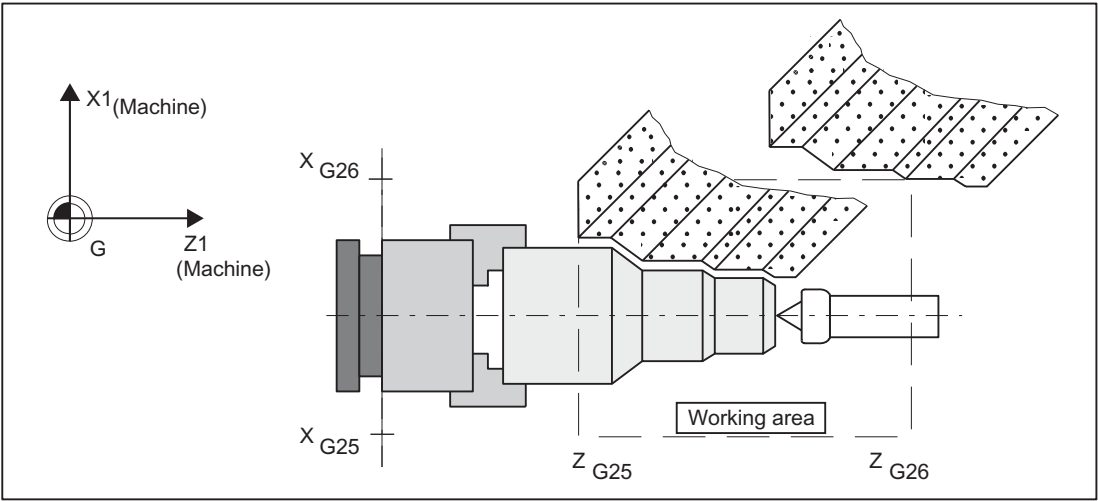 X1 (Machine)
G
Z1
(Machine)
X G26
X G25
Working area
Z G25
Z G26